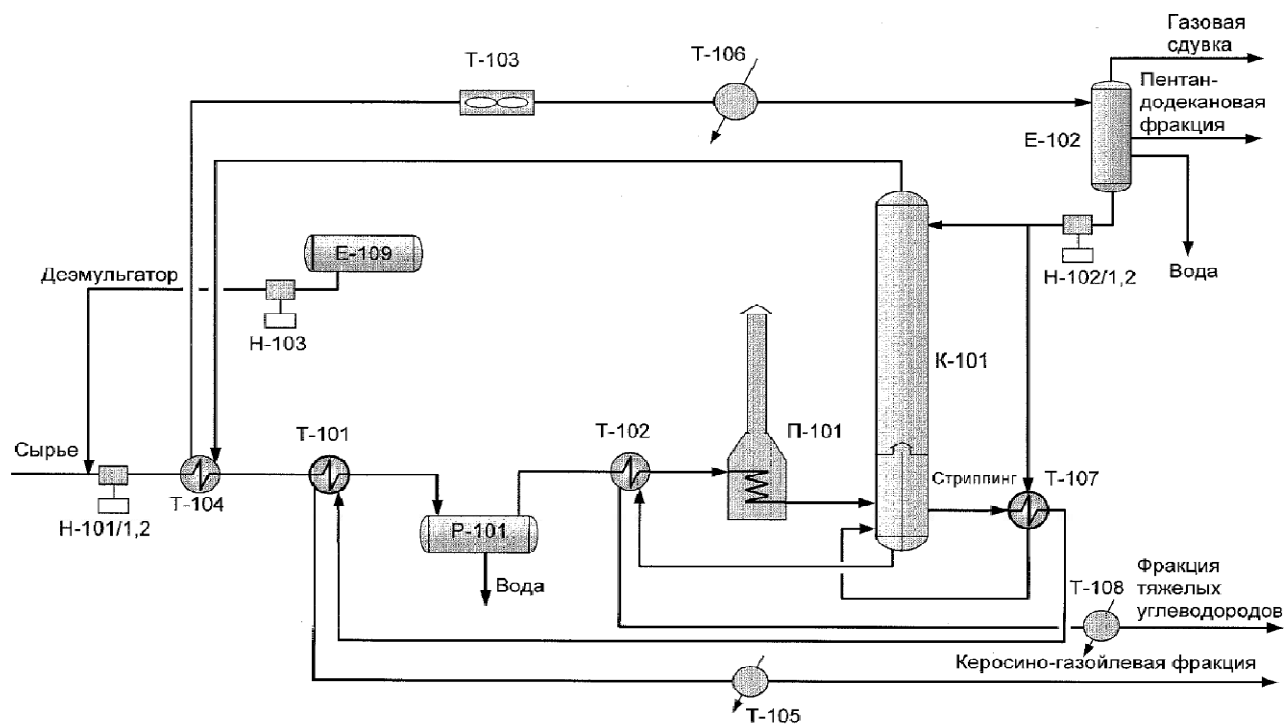 Газовая
сдувка
Т-103
Т-106
Пентан-
додекановая
фракция
Е-102
Е-109
Деэмульгатор
Вода
Н-102/1,2
Н-103
К-101
Сырье
Т-101
Т-102
П-101
Стриппинг
Т-107
Т-104
Н-101/1,2
Р-101
Вода
Т-108
Фракция
тяжелых
углеводородов
Керосино-газойлевая фракция
Т-105